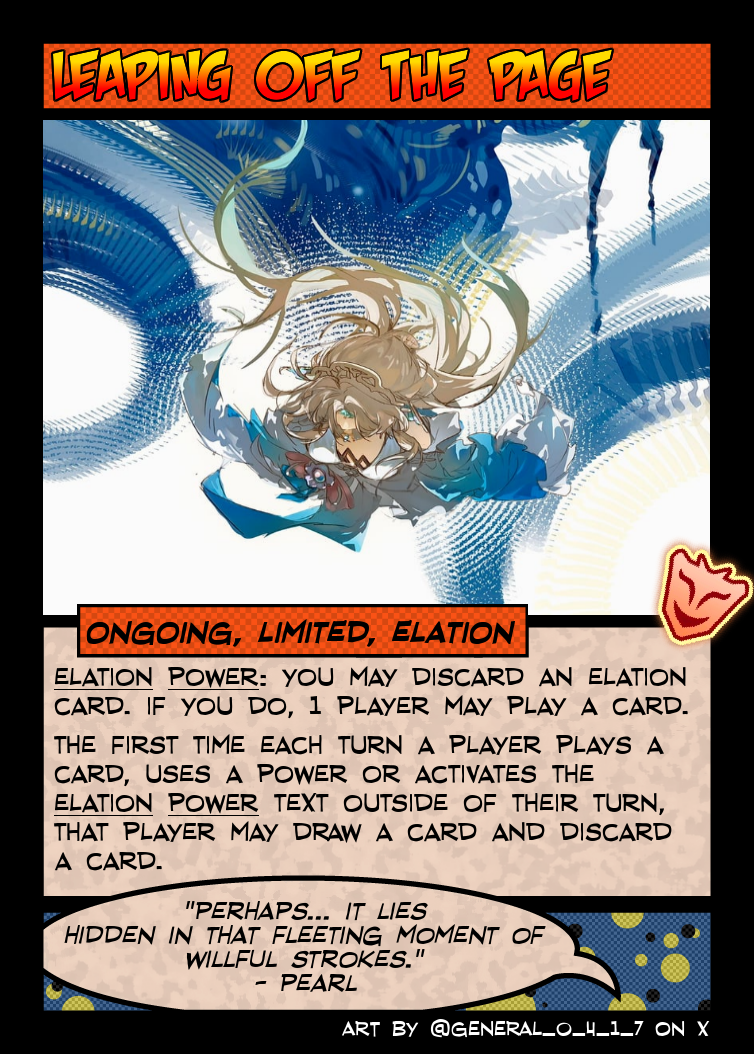 LEAPING OFF THE PAGE
ONGOING, LIMITED, ELATION
ELATION POWER: YOU MAY DISCARD AN ELATION
CARD. IF YOU DO, 1 PLAYER MAY PLAY A CARD.
THE FIRST TIME EACH TURN A PLAYER PLAYS A
CARD, USES A POWER OR ACTIVATES THE
ELATION POWER TEXT OUTSIDE OF THEIR TURN,
THAT PLAYER MAY DRAW A CARD AND DISCARD
A CARD.
"PERHAPS... IT LIES
HIDDEN IN THAT FLEETING MOMENT OF
WILLFUL STROKES."
- PEARL
ART BY @GENERAL_0_4_1_7 ON X